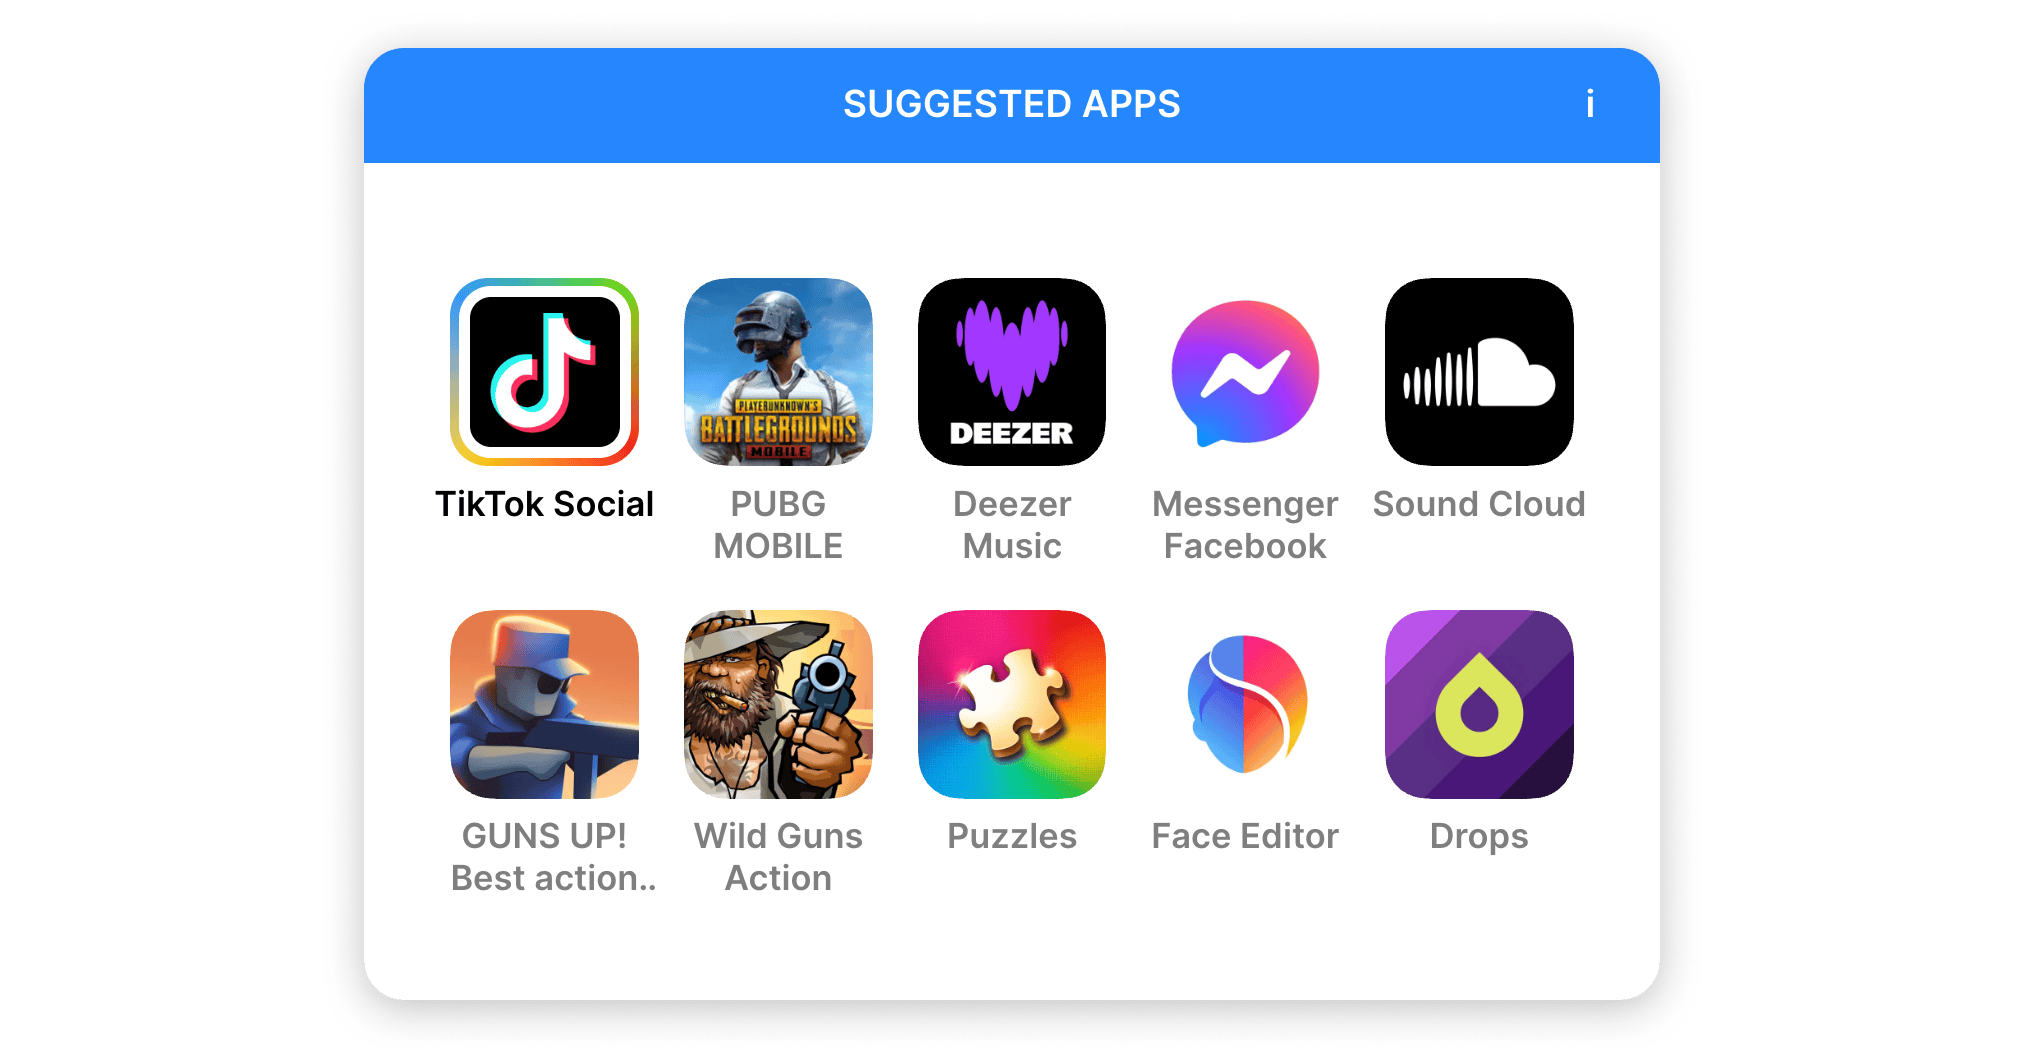 SUGGESTED APPS
i
PLAYERUNKNOWN'S
BATTLEGROUNDS
MOBILE
DEEZER
TikTok Social
PUBG
MOBILE
Deezer
Music
Messenger
Facebook
Sound Cloud
GUNS UP!
Best action..
Wild Guns
Action
Puzzles
Face Editor
Drops